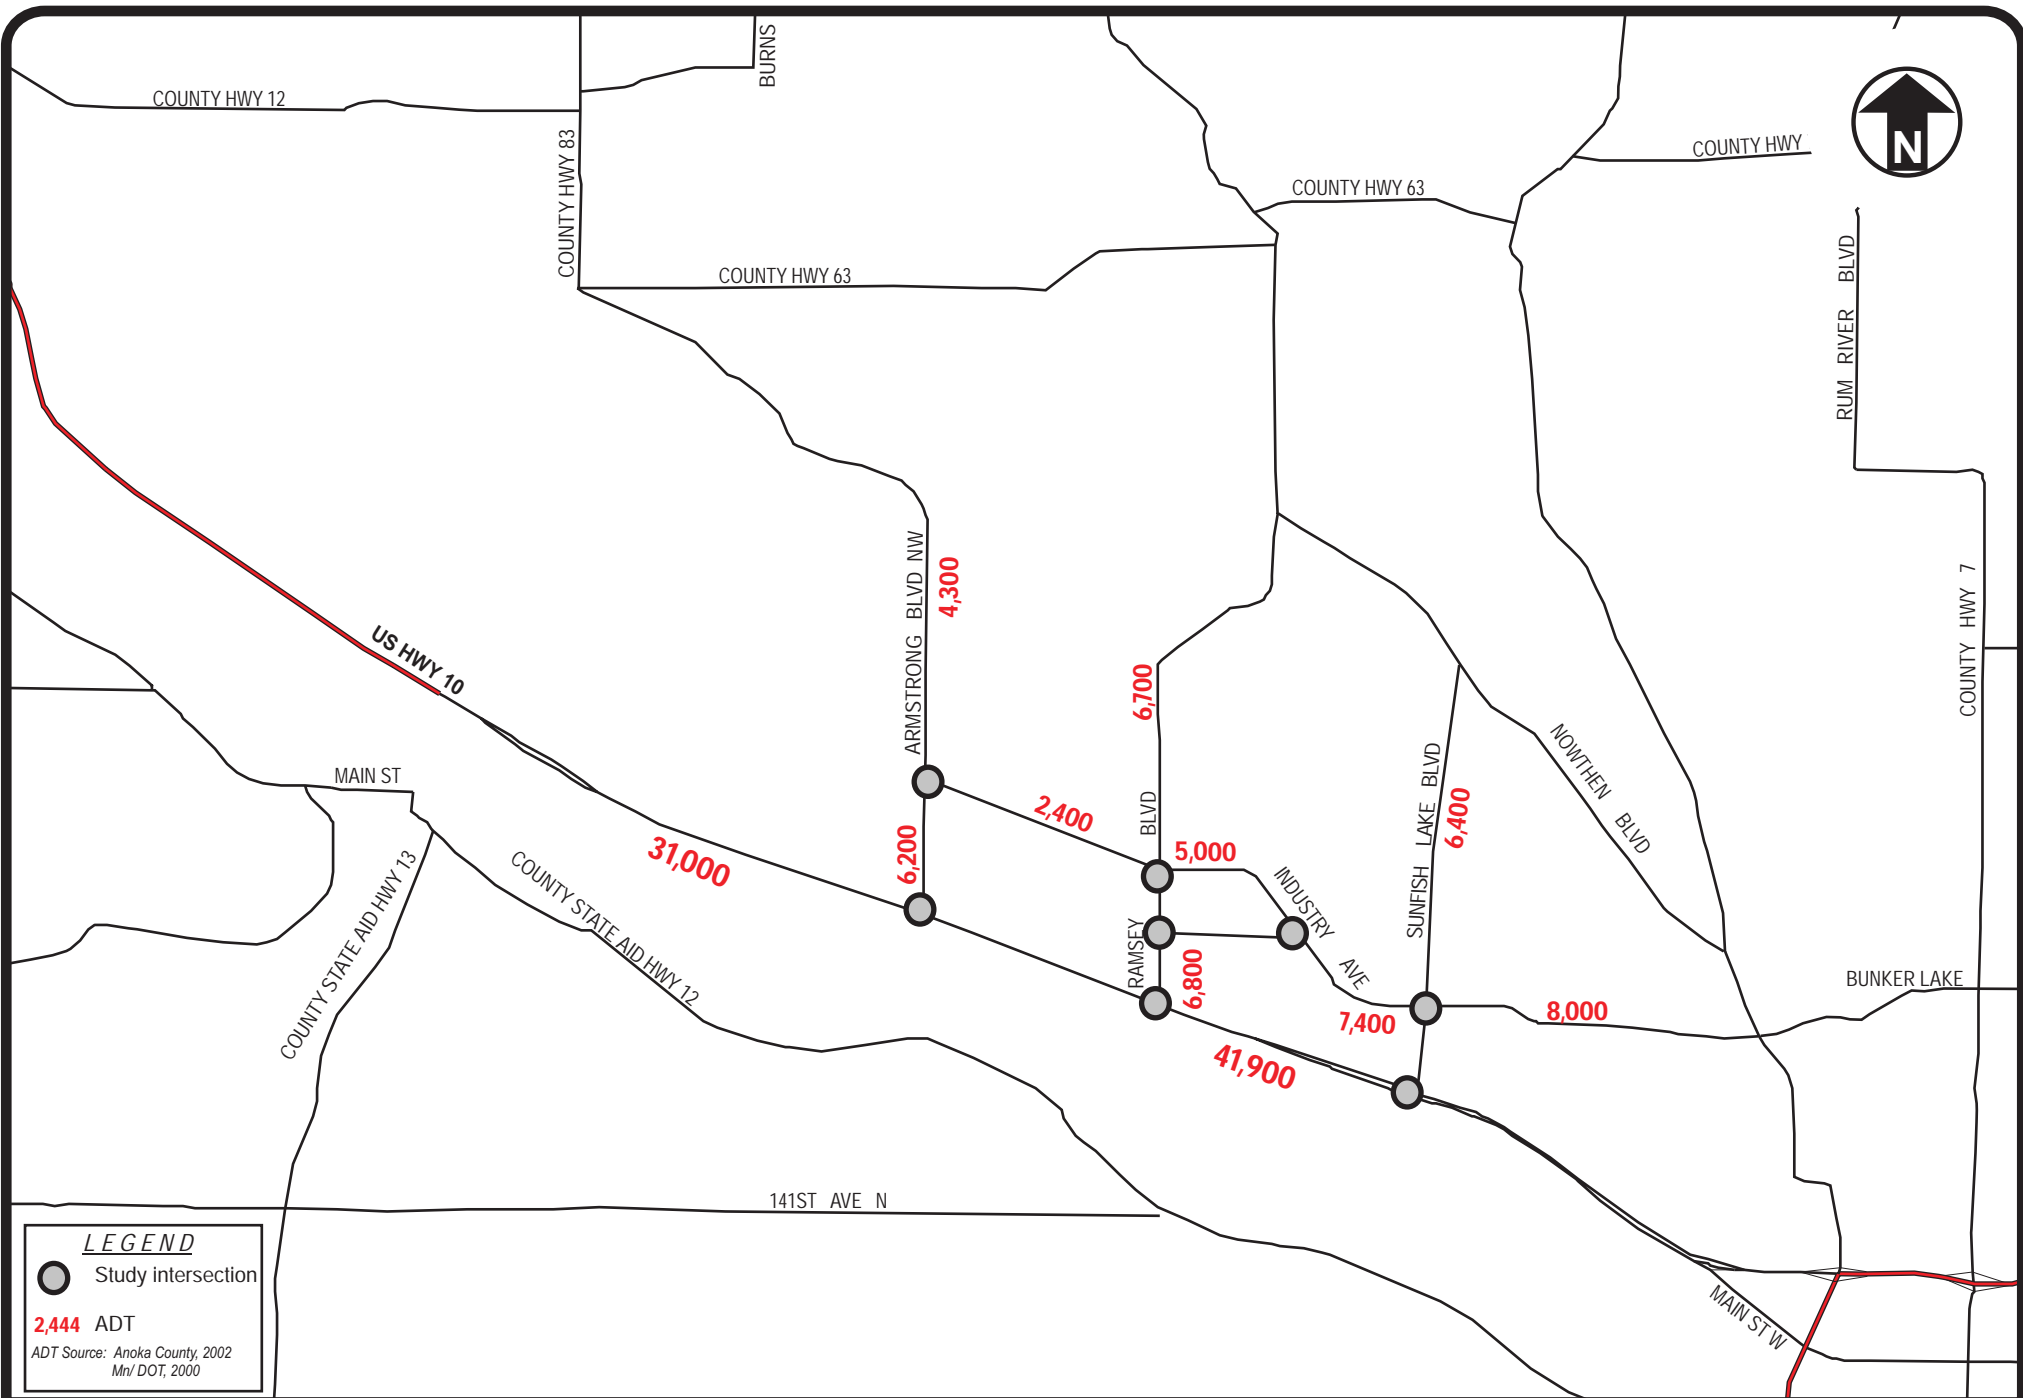 BURNS
COUNTY HWY 12
COUNTY HWY 83
COUNTY HWY
N
COUNTY HWY 63
COUNTY HWY 63
RUM RIVER BLVD
US HWY 10
ARMSTRONG BLVD NW
4,300
COUNTY HWY 7
6,700
NOWTHEN BLVD
SUNFISH LAKE BLVD
6,400
MAIN ST
2,400
BLVD
31,000
6,200
5,000
INDUSTRY AVE
COUNTY STATE AID HWY 13
COUNTY STATE AID HWY 12
RAMSEY
6,800
BUNKER LAKE
7,400
8,000
41,900
141ST AVE N
MAIN ST W
LEGEND
Study intersection
2,444 ADT
ADT Source: Anoka County, 2002
Mn/ DOT, 2000